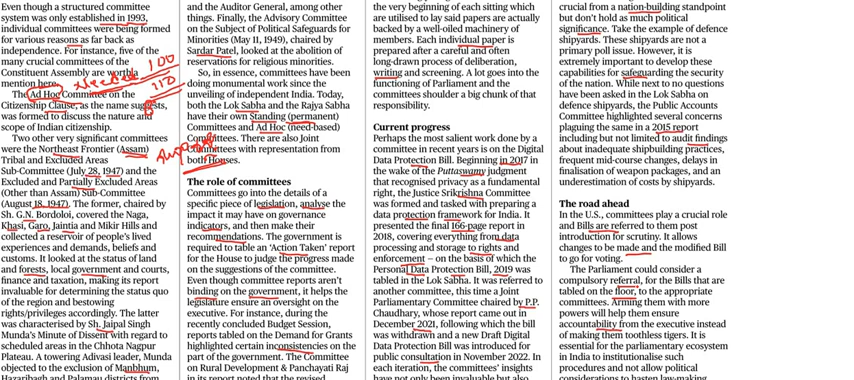 Even though a structured committee
system was only established in 1993,
individual committees were being formed
for various reasons as far back as
independence. For instance, five of the
many crucial committees of the
Constituent Assembly are worth a
mention here.
The Ad Hoc Committee on the
Citizenship Clause, as the name suggests,
was formed to discuss the nature and
scope of Indian citizenship.
Two other very significant committees
were the Northeast Frontier (Assam)
Tribal and Excluded Areas
Sub-Committee (July 28, 1947) and the
Excluded and Partially Excluded Areas
(Other than Assam) Sub-Committee
(August 18, 1947). The former, chaired by
Sh. G.N. Bordoloi, covered the Naga,
Khasi, Garo, Jaintia and Mikir Hills and
collected a reservoir of people's lived
experiences and demands, beliefs and
customs. It looked at the status of land
and forests, local government and courts,
finance and taxation, making its report
invaluable for determining the status quo
of the region and bestowing
rights/privileges accordingly. The latter
was characterised by Sh. Jaipal Singh
Munda's Minute of Dissent with regard to
scheduled areas in the Chhota Nagpur
Plateau. A towering Adivasi leader, Munda
objected to the exclusion of Manbhum,
Hazaribagh and Palamau districts from
100
110
and the Auditor General, among other
things. Finally, the Advisory Committee
on the Subject of Political Safeguards for
Minorities (May 11, 1949), chaired by
Sardar Patel, looked at the abolition of
reservations for religious minorities.
So, in essence, committees have been
doing monumental work since the
unveiling of independent India. Today,
both the Lok Sabha and the Rajya Sabha
have their own Standing (permanent)
Committees and Ad Hoc (need-based)
Committees. There are also Joint
Committees with representation from
both Houses.
The role of committees
Committees go into the details of a
specific piece of legislation, analyse the
impact it may have on governance
indicators, and then make their
recommendations. The government is
required to table an 'Action Taken' report
for the House to judge the progress made
on the suggestions of the committee.
Even though committee reports aren't
binding on the government, it helps the
legislature ensure an oversight on the
executive. For instance, during the
recently concluded Budget Session,
reports tabled on the Demand for Grants
highlighted certain inconsistencies on the
part of the government. The Committee
on Rural Development & Panchayati Raj
in its report noted that the revised
the very beginning of each sitting which
are utilised to lay said papers are actually
backed by a well-oiled machinery of
members. Each individual paper is
prepared after a careful and often
long-drawn process of deliberation,
writing and screening. A lot goes into the
functioning of Parliament and the
committees shoulder a big chunk of that
responsibility.
Current progress
Perhaps the most salient work done by a
committee in recent years is on the Digital
Data Protection Bill. Beginning in 2017 in
the wake of the Puttaswamy judgment
that recognised privacy as a fundamental
right, the Justice Srikrishna Committee
was formed and tasked with preparing a
data protection framework for India. It
presented the final 166-page report in
2018, covering everything from data
processing and storage to rights and
enforcement – on the basis of which the
Personal Data Protection Bill, 2019 was
tabled in the Lok Sabha. It was referred to
another committee, this time a Joint
Parliamentary Committee chaired by P.P.
Chaudhary, whose report came out in
December 2021, following which the bill
was withdrawn and a new Draft Digital
Data Protection Bill was introduced for
public consultation in November 2022. In
each iteration, the committees' insights
have not only been invaluable but also
crucial from a nation-building standpoint
but don't hold as much political
significance. Take the example of defence
shipyards. These shipyards are not a
primary poll issue. However, it is
extremely important to develop these
capabilities for safeguarding the security
of the nation. While next to no questions
have been asked in the Lok Sabha on
defence shipyards, the Public Accounts
Committee highlighted several concerns
plaguing the same in a 2015 report
including but not limited to audit findings
about inadequate shipbuilding practices,
frequent mid-course changes, delays in
finalisation of weapon packages, and an
underestimation of costs by shipyards.
The road ahead
In the U.S., committees play a crucial role
and Bills are referred to them post
introduction for scrutiny. It allows
changes to be made and the modified Bill
to go for voting.
The Parliament could consider a
compulsory referral, for the Bills that are
tabled on the floor, to the appropriate
committees. Arming them with more
powers will help them ensure
accountability from the executive instead
of making them toothless tigers. It is
essential for the parliamentary ecosystem
in India to institutionalise such
procedures and not allow political
considerations to hasten law-making